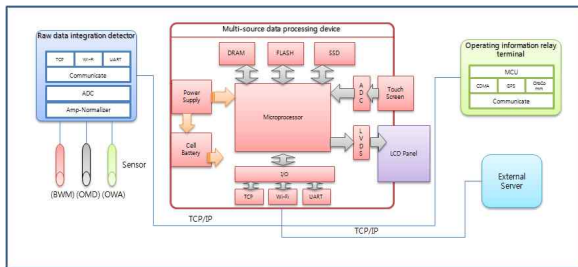 Raw data integration detector
TCP
Wi-Fi
UART
Communicate
ADC
Amp-Normalizer
Sensor
(BWM) (OMD) (OWA)
Multi-source data processing device
DRAM
FLASH
SSD
Power
Supply
Cell
Battery
Microprocessor
A
D
C
Touch
Screen
L
V
D
S
LCD Panel
I/O
TCP
Wi-Fi
UART
TCP/IP
TCP/IP
Operating information relay
terminal
MCU
CDMA
GPS
Communicate
External
Server